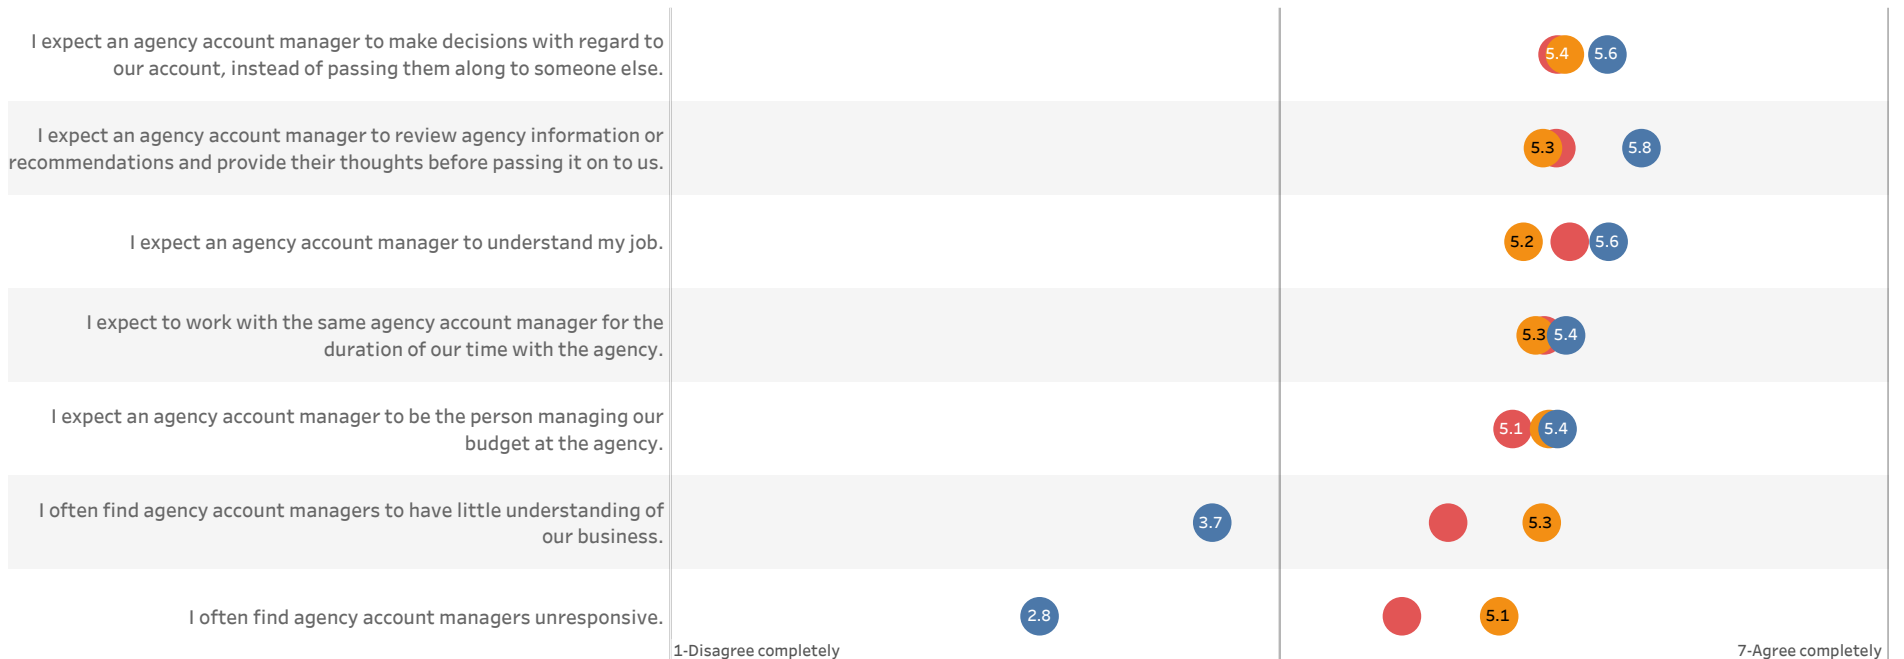 I expect an agency account manager to make decisions with regard to
our account, instead of passing them along to someone else.
5.4 5.6
I expect an agency account manager to review agency information or
recommendations and provide their thoughts before passing it on to us.
5.3 5.8
I expect an agency account manager to understand my job.
5.2 5.6
I expect to work with the same agency account manager for the
duration of our time with the agency.
5.3 5.4
I expect an agency account manager to be the person managing our
budget at the agency.
5.1 5.4
I often find agency account managers to have little understanding of
our business.
3.7 5.3
I often find agency account managers unresponsive.
2.8 5.1
1-Disagree completely 7-Agree completely